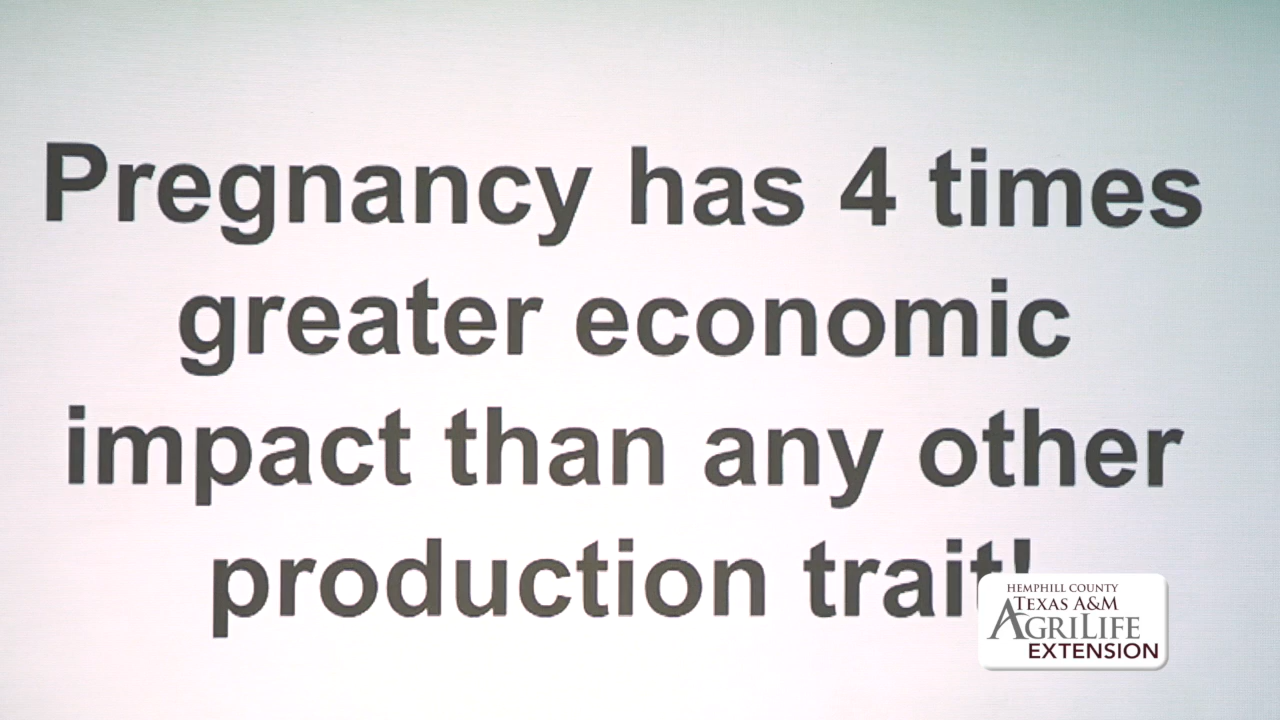 Pregnancy has 4 times
greater economic
impact than any other
production trait!
HEMPHILL COUNTY
TEXAS A&M
AGRILIFE
EXTENSION